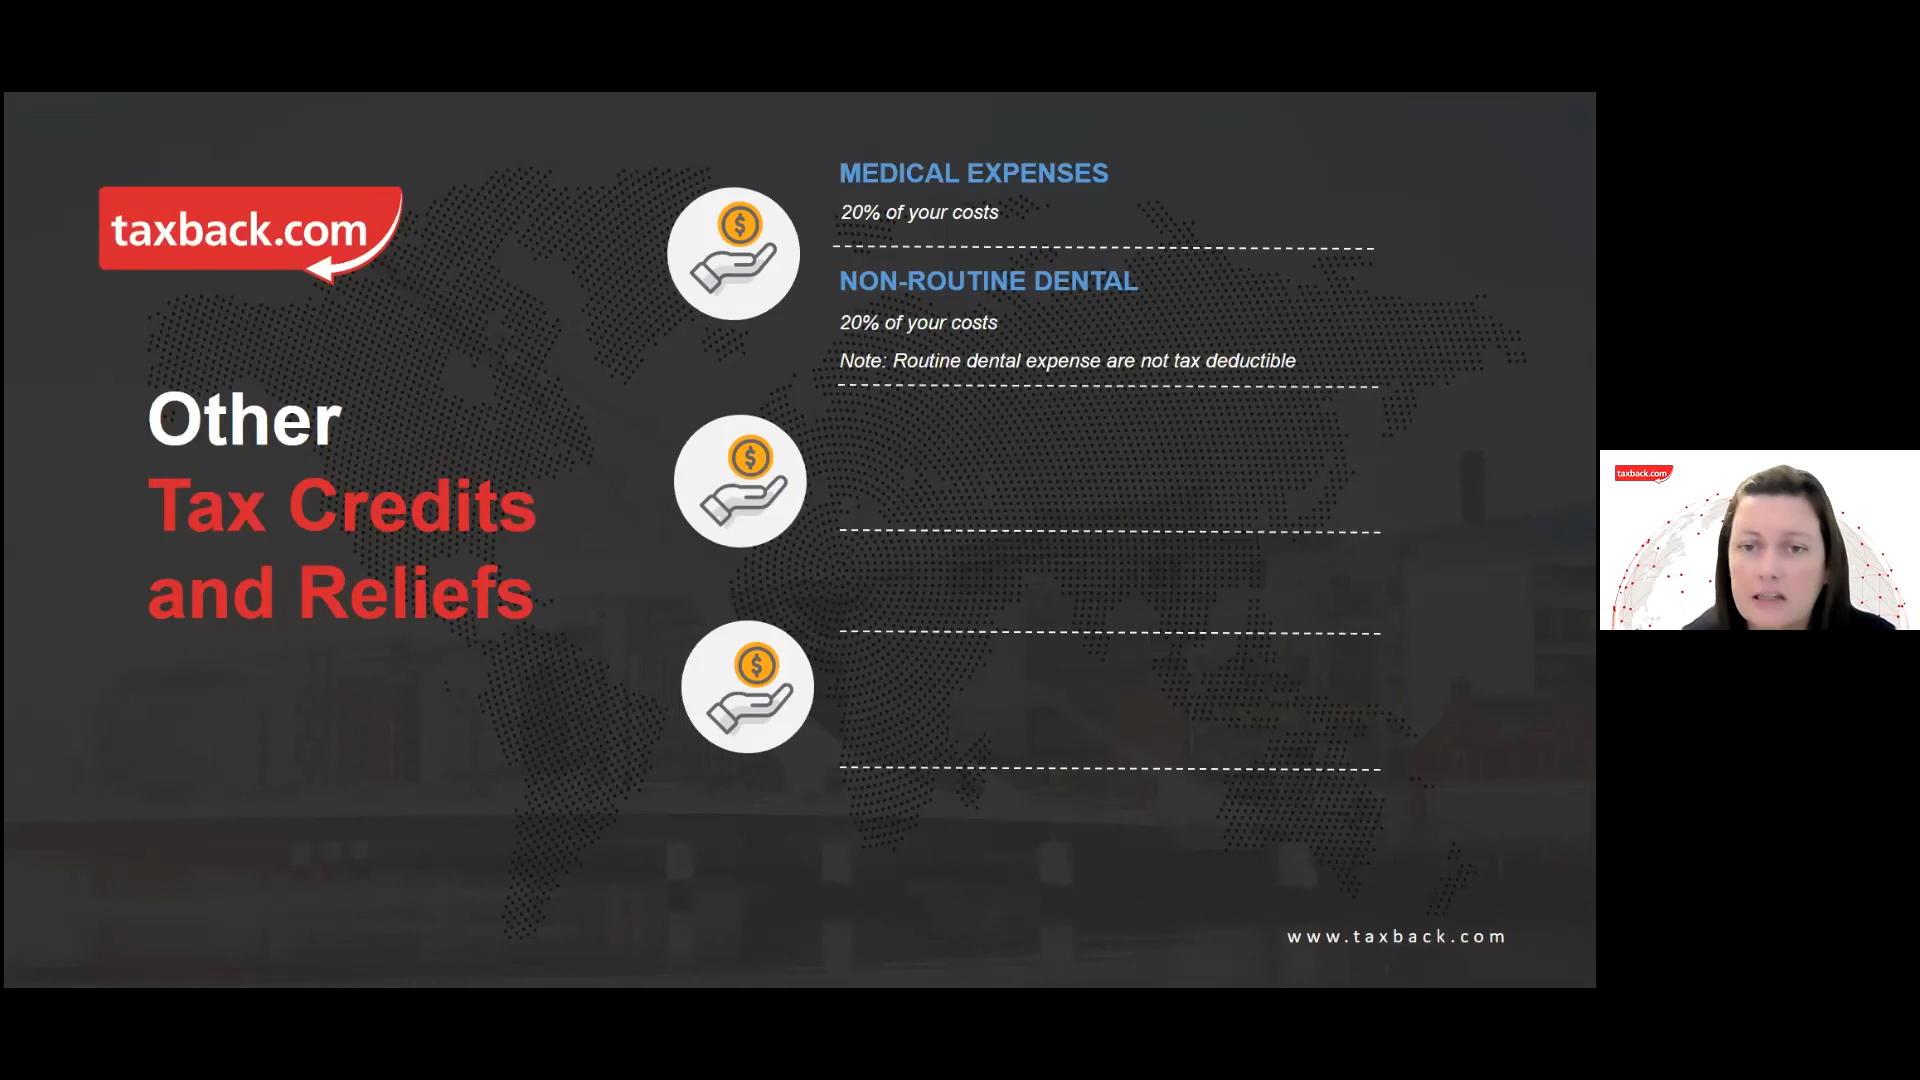 taxback.com
Other
Tax Credits
and Reliefs
MEDICAL EXPENSES
20% of your costs
NON-ROUTINE DENTAL
20% of your costs
Note: Routine dental expense are not tax deductible
www.taxback.com
taxback.com